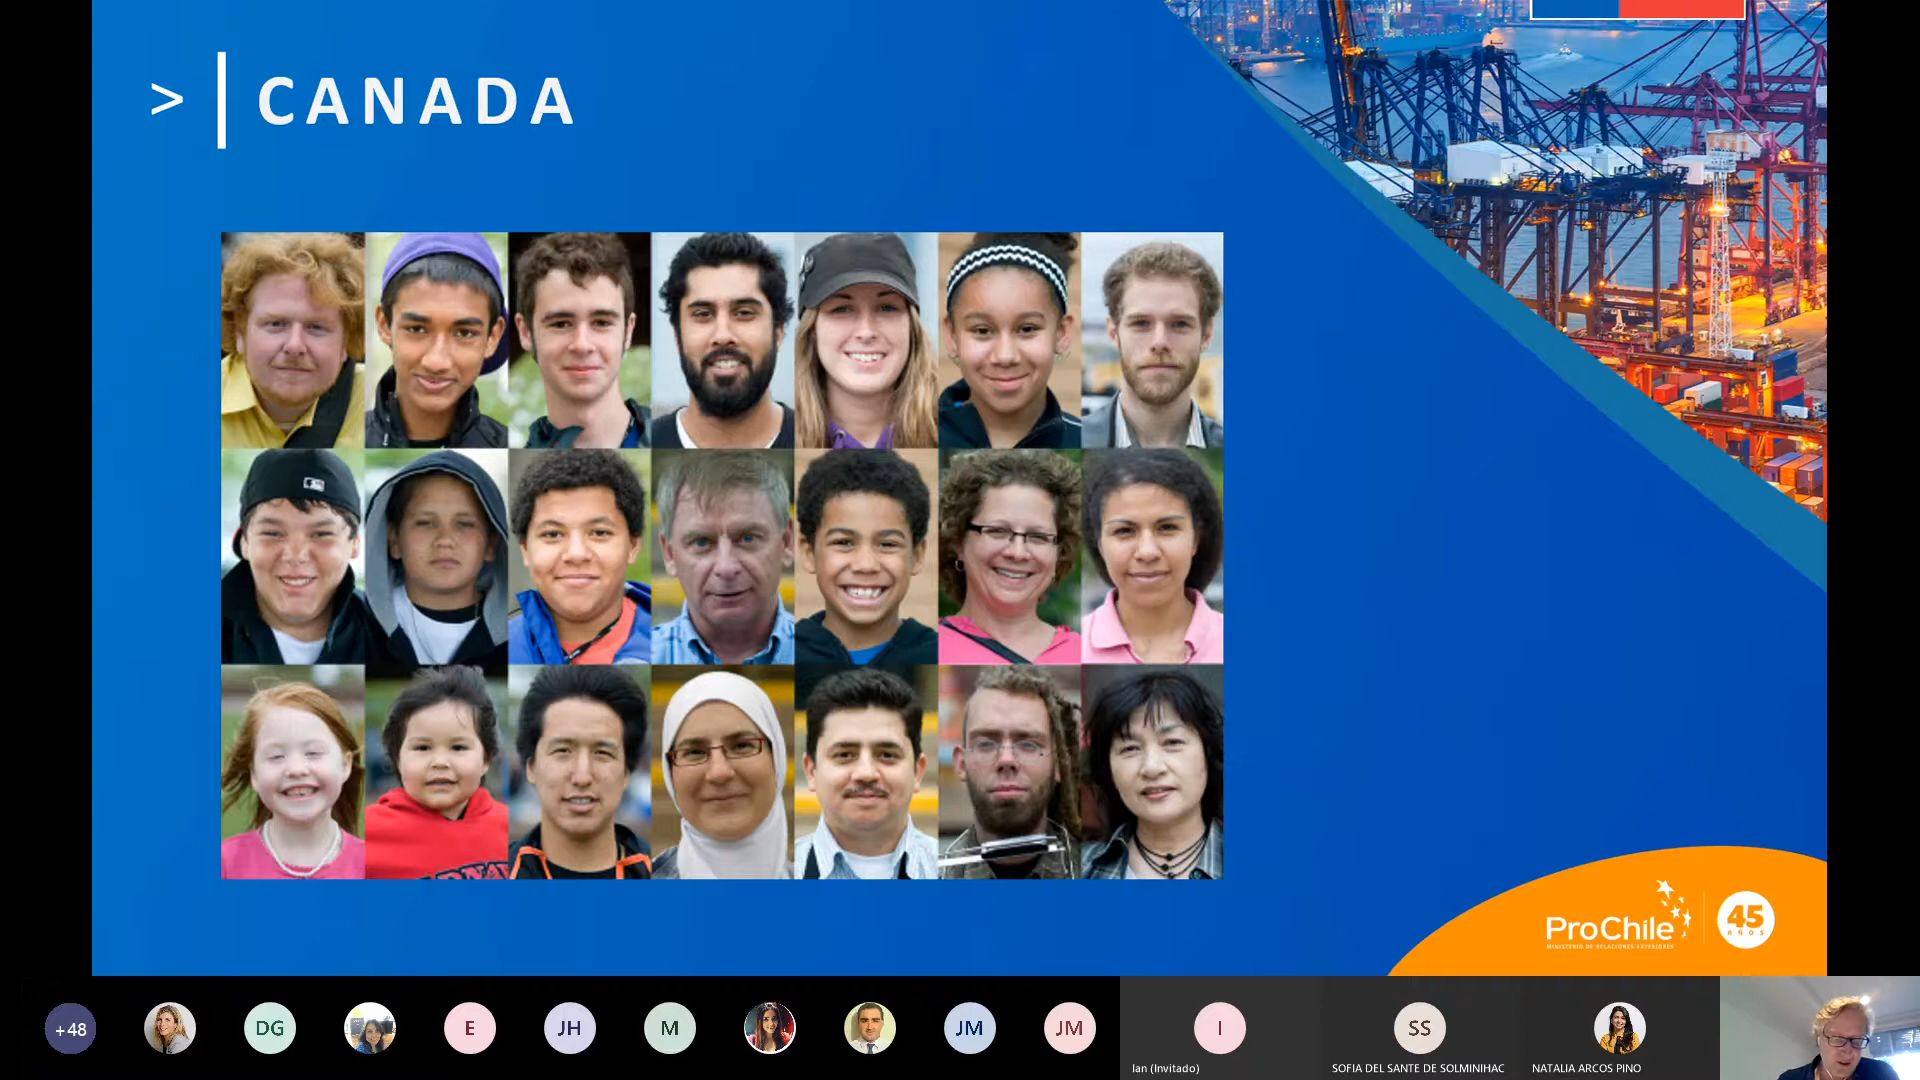 > | CANADA
ProChile
MINISTERIO DE RELACIONES EXTERIORES
45
AÑOS
+48
DG
E
JH
M
JM
JM
I
SS
Ian (Invitado)
SOFIA DEL SANTE DE SOLMINIHAC
NATALIA ARCOS PINO